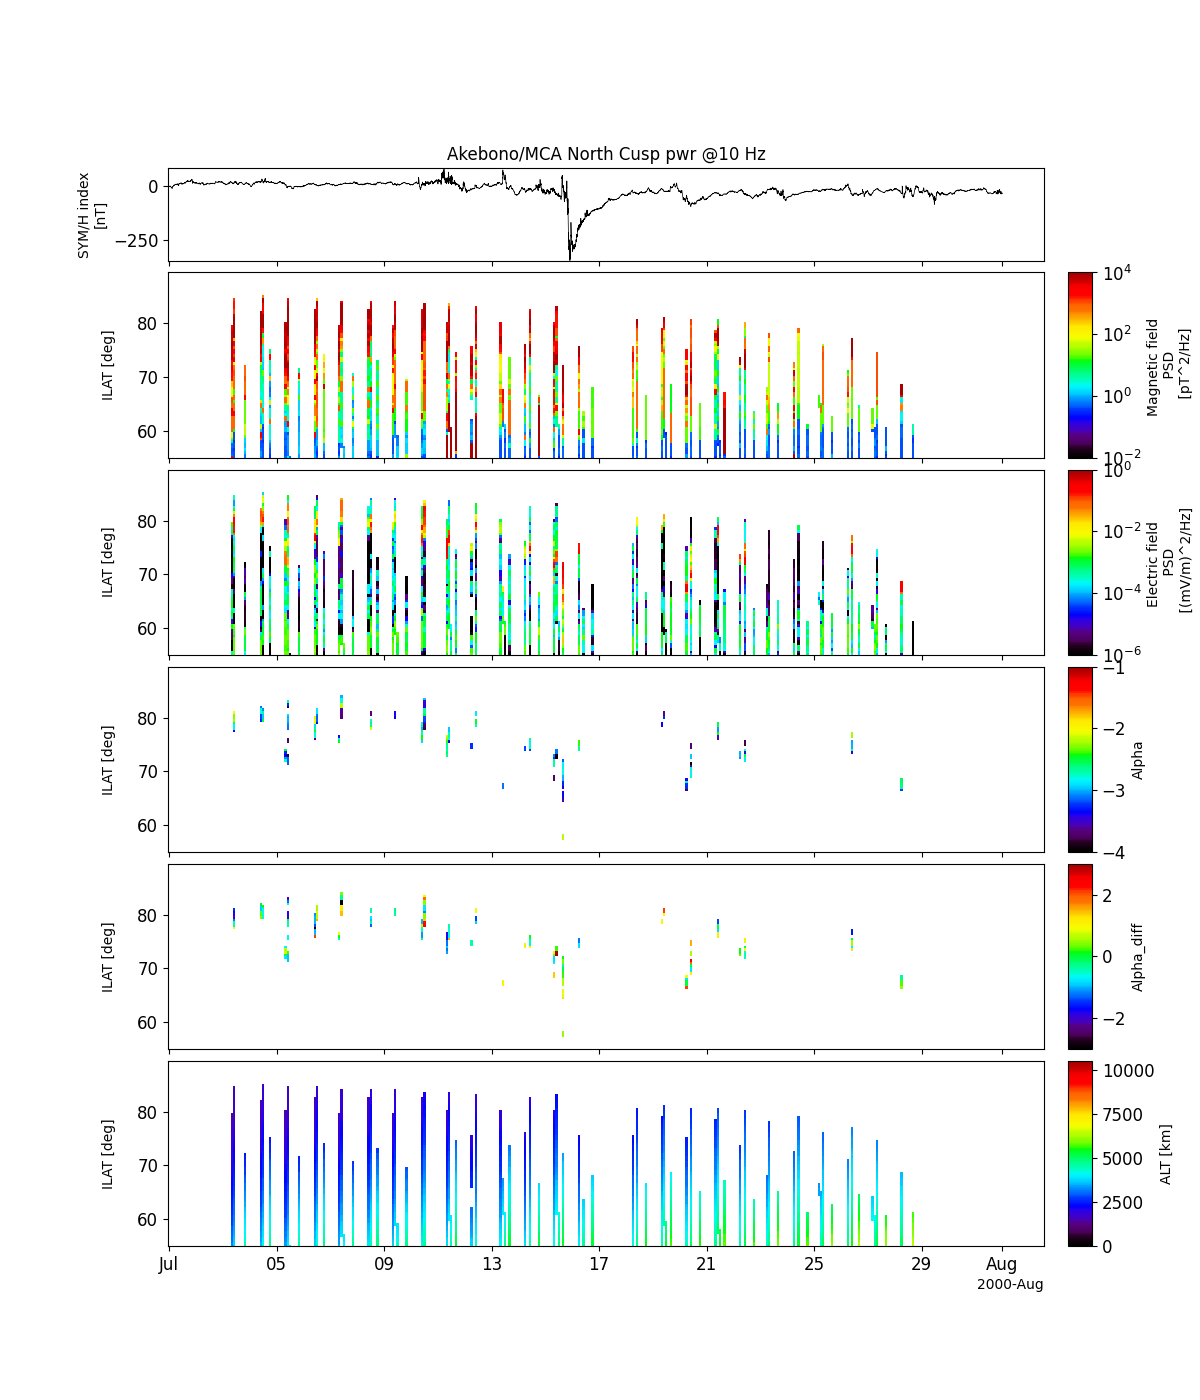 Akebono/MCA North Cusp pwr @10 Hz
SYM/H index
[nT]
0
−250
ILAT [deg]
80
70
60
10^4
10^2
10^0
10^−2
Magnetic field
PSD
[pT^2/Hz]
ILAT [deg]
80
70
60
10^0
10^−2
10^−4
10^−6
Electric field
PSD
[(mV/m)^2/Hz]
ILAT [deg]
80
70
60
−1
−2
−3
−4
Alpha
ILAT [deg]
80
70
60
2
0
−2
Alpha_diff
ILAT [deg]
80
70
60
10000
7500
5000
2500
0
ALT [km]
Jul
05
09
13
17
21
25
29
Aug
2000-Aug